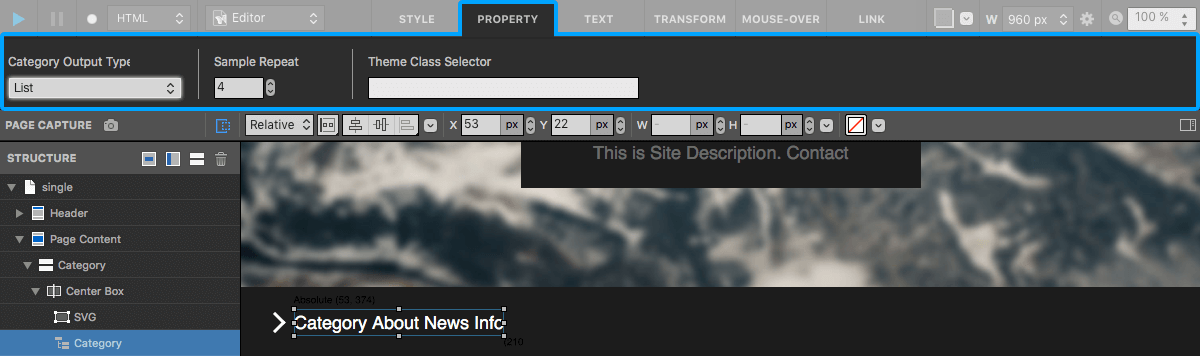 HTML Editor STYLE PROPERTY TEXT TRANSFORM MOUSE-OVER LINK W 960 px 100 %
Category Output Type Sample Repeat Theme Class Selector
List 4
PAGE CAPTURE Relative X 53 px Y 22 px W - px H - px
STRUCTURE
This is Site Description. Contact
single
Header
Page Content
Category
Center Box
Absolute (53, 374)
SVG
Category About News Info
Category